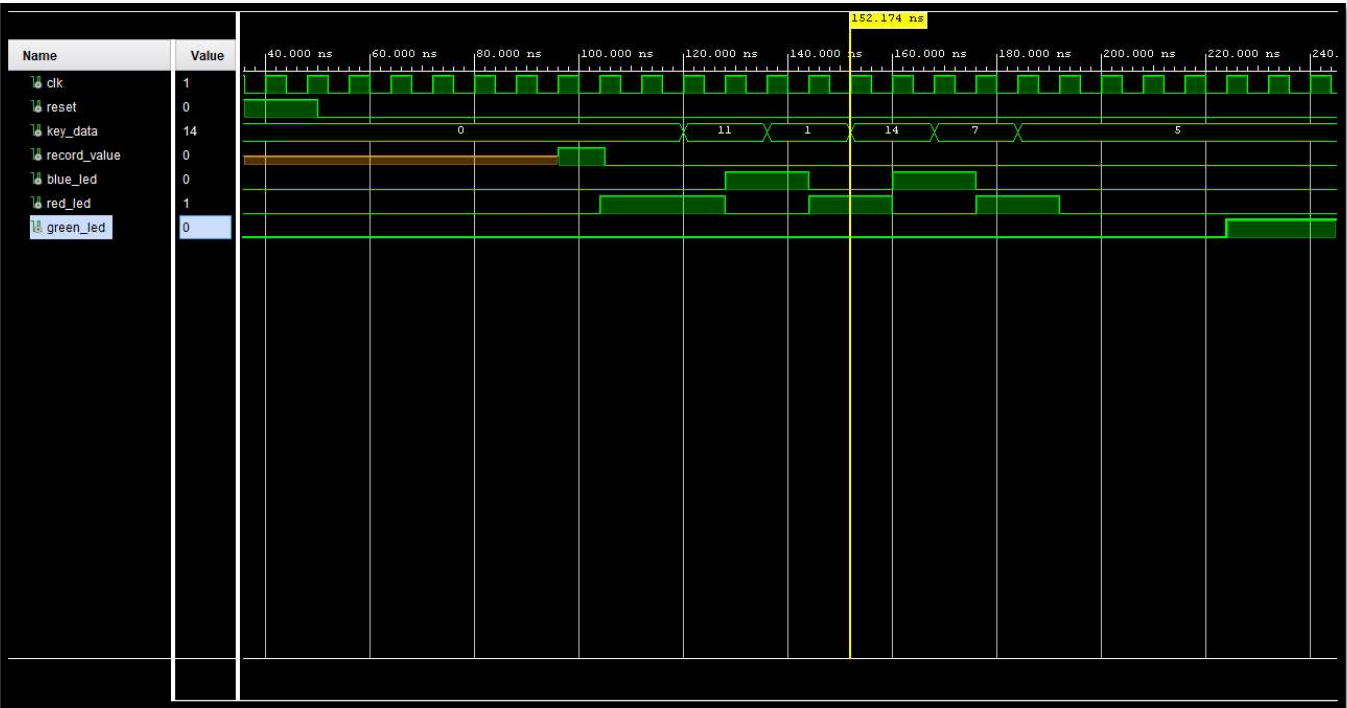 152.174 ns
Name Value 40.000 ns 60.000 ns 80.000 ns 100.000 ns 120.000 ns 140.000 ns 160.000 ns 180.000 ns 200.000 ns 220.000 ns 240.
clk 1
reset 0
key_data 14 0 11 1 14 7 5
record_value 0
blue_led 0
red_led 1
green_led 0